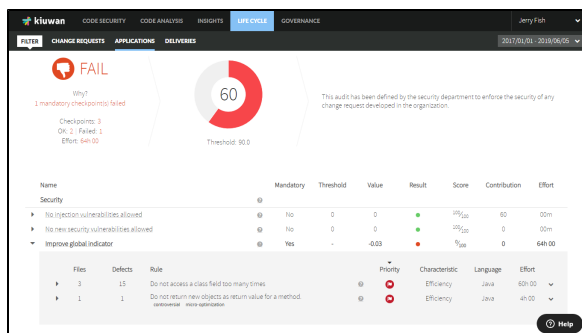 kiuwan CODE SECURITY CODE ANALYSIS INSIGHTS LIFE CYCLE GOVERNANCE Jerry Fish
FILTER CHANGE REQUESTS APPLICATIONS DELIVERIES 2017/01/01 - 2019/06/05
FAIL
Why?
1 mandatory checkpoint(s) failed
Checkpoints: 3
OK: 2 - Failed: 1
Effort: 64h 00
60
Threshold: 90.0
This audit has been defined by the security department to enforce the security of any
change request developed in the organization.
Name Mandatory Threshold Value Result Score Contribution Effort
Security
No injection vulnerabilities allowed No 0 0 100/100 60 00m
No new security vulnerabilities allowed No 0 0 100/100 0 00m
Improve global indicator Yes - -0.03 0 64h 00
Files Defects Rule Priority Characteristic Language Effort
3 15 Do not access a class field too many times Efficiency Java 60h 00
1 1 Do not return new objects as return value for a method Efficiency Java 4h 00
controversial micro-optimization
Help